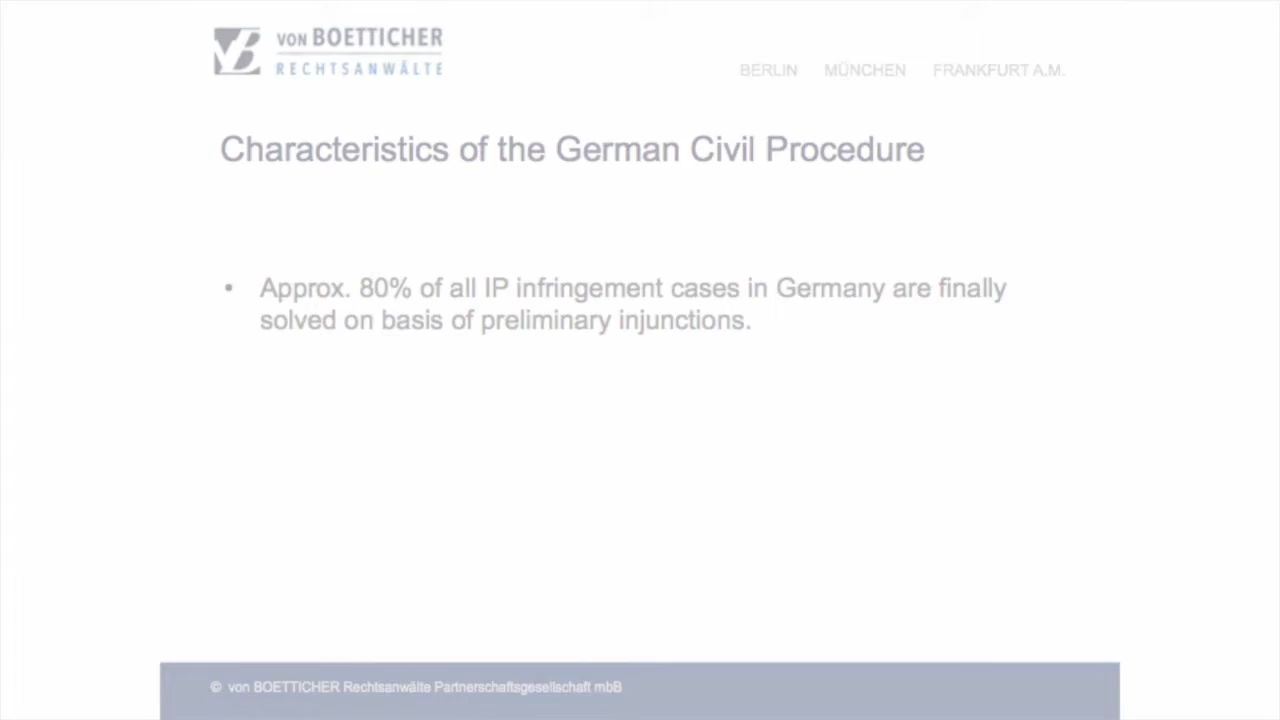 VON BOETTICHER
RECHTSANWÄLTE
BERLIN MÜNCHEN FRANKFURT A.M.
Characteristics of the German Civil Procedure
• Approx. 80% of all IP infringement cases in Germany are finally
solved on basis of preliminary injunctions.
© von BOETTICHER Rechtsanwälte Partnerschaftsgesellschaft mbB